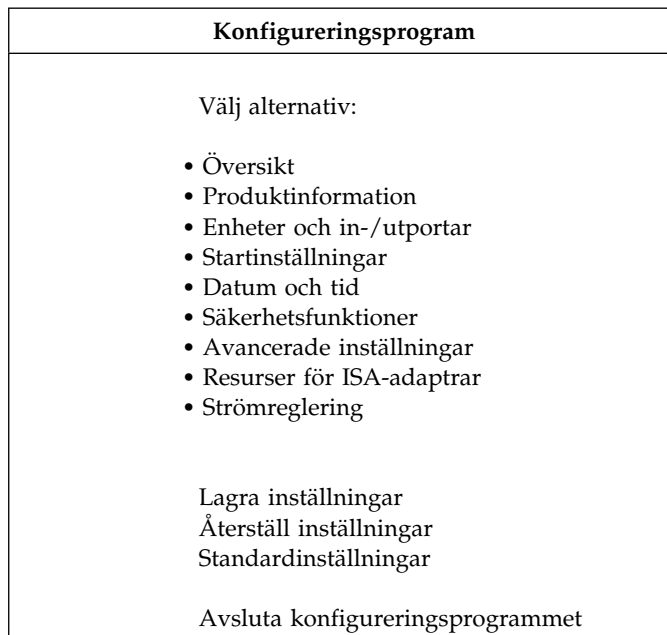 Konfigureringsprogram
Välj alternativ:
• Översikt
• Produktinformation
• Enheter och in-/utportar
• Startinställningar
• Datum och tid
• Säkerhetsfunktioner
• Avancerade inställningar
• Resurser för ISA-adaptrar
• Strömreglering
Lagra inställningar
Återställ inställningar
Standardinställningar
Avsluta konfigureringsprogrammet